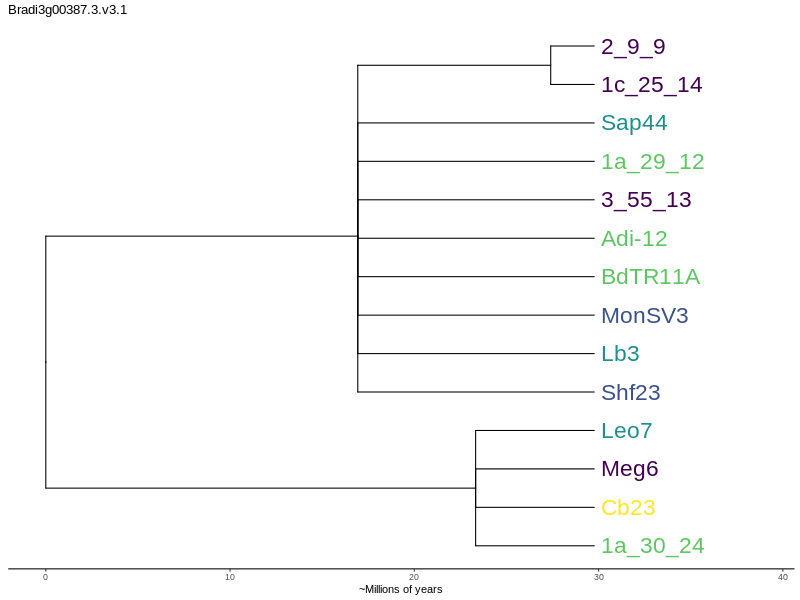 Bradi3g00387.3.v3.1
2_9_9
1c_25_14
Sap44
1a_29_12
3_55_13
Adi-12
BdTR11A
MonSV3
Lb3
Shf23
Leo7
Meg6
Cb23
1a_30_24
0 10 20 30 40
~Millions of years